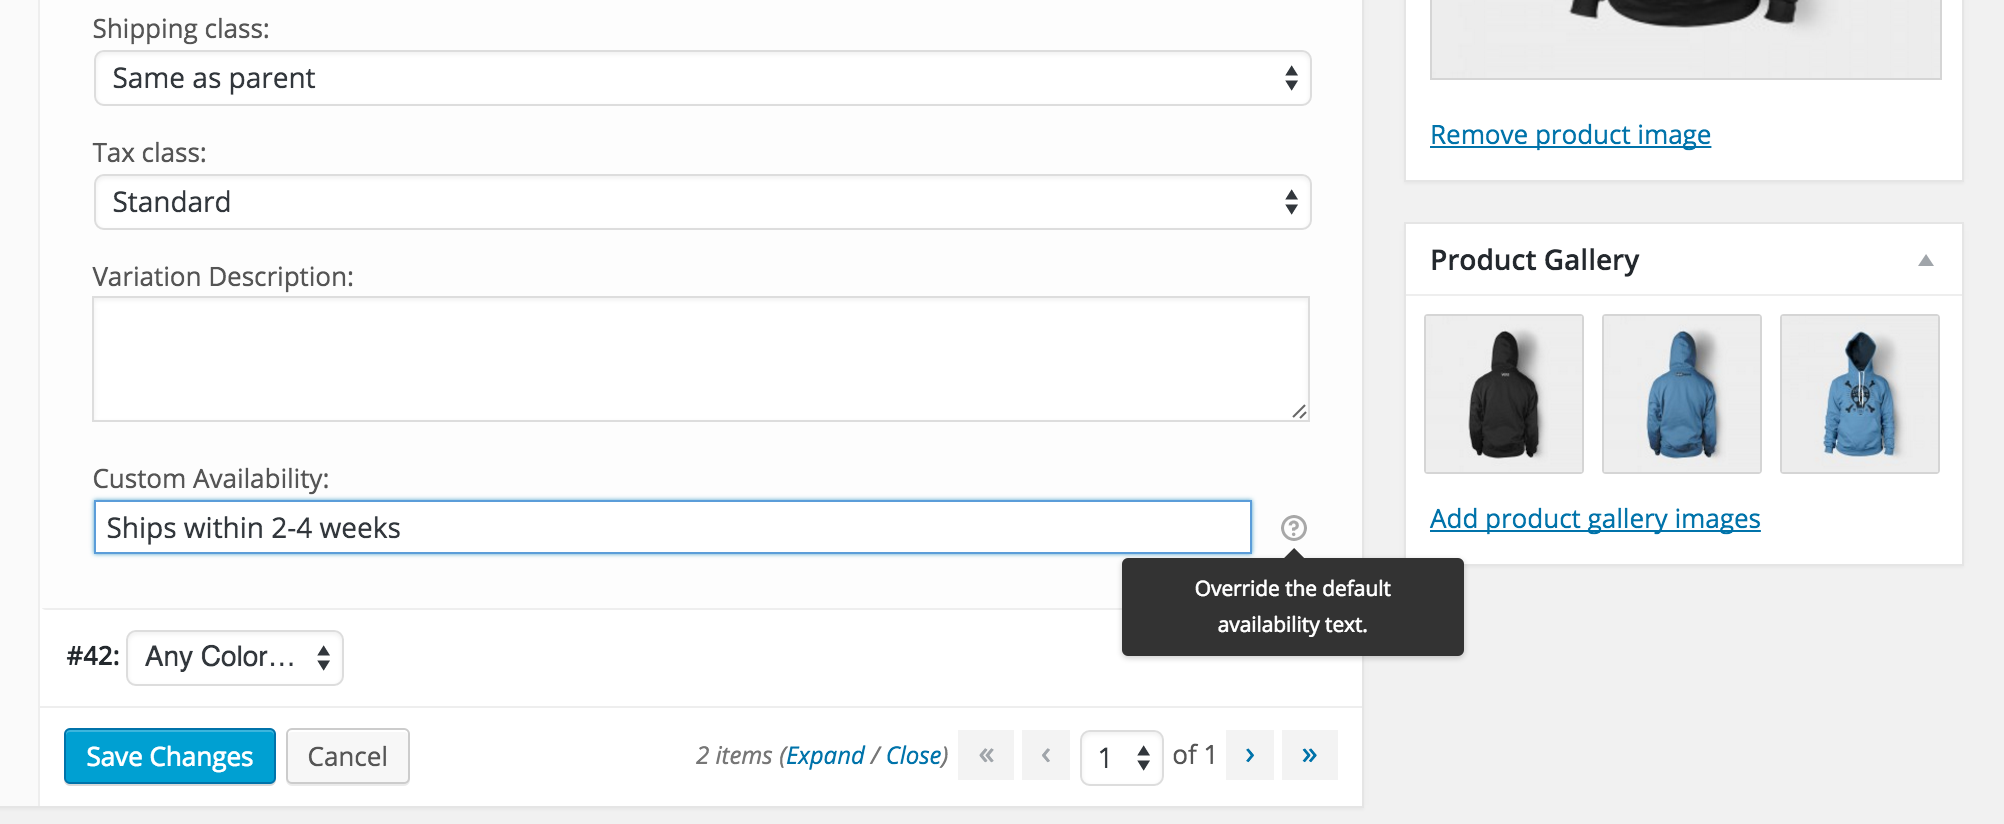 Shipping class:
Same as parent
Tax class:
Standard
Variation Description:
Custom Availability:
Ships within 2-4 weeks
Override the default
availability text.
#42: Any Color...
Save Changes Cancel 2 items (Expand / Close) « ‹ 1 of 1 › »
Remove product image
Product Gallery
Add product gallery images